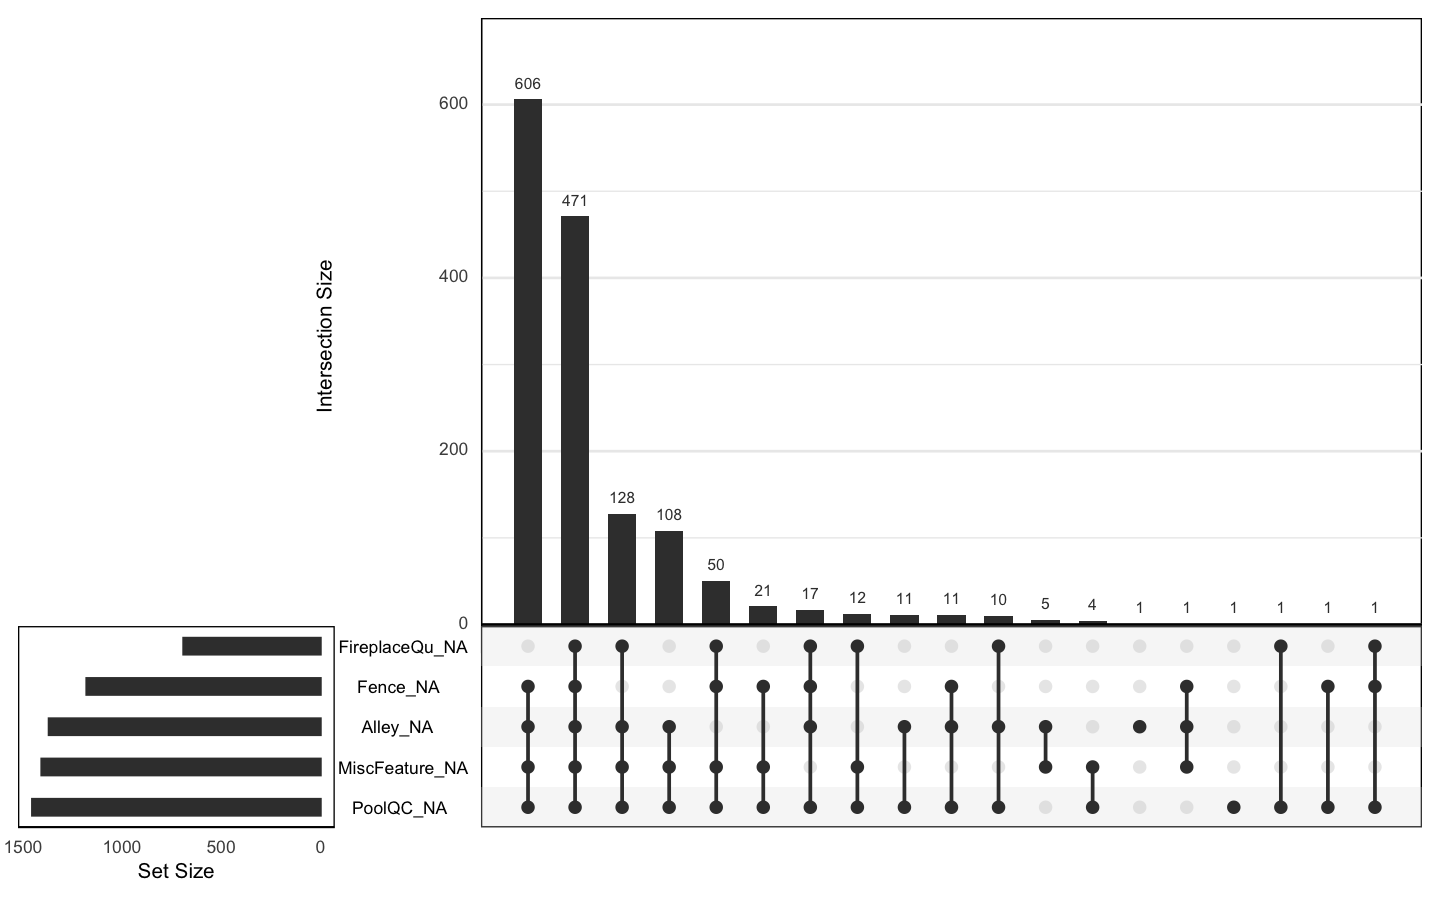 606
600
471
400
Intersection Size
200
128
108
50
21
17
12
11
11
10
5
4
1
1
1
1
1
1
0
FireplaceQu_NA
Fence_NA
Alley_NA
MiscFeature_NA
PoolQC_NA
1500 1000 500 0
Set Size